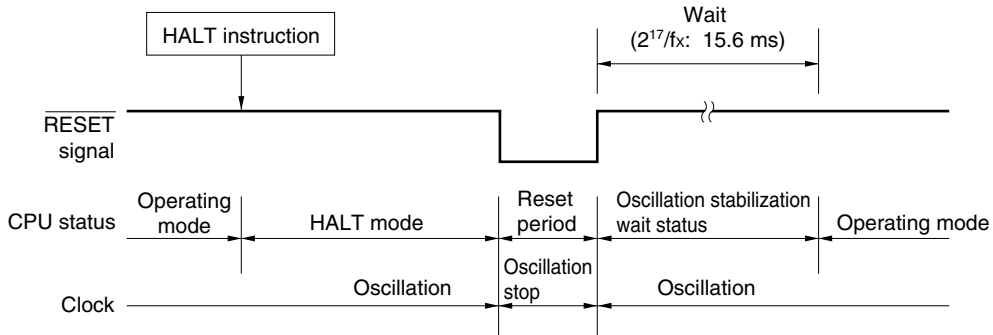 Wait
(2¹⁷/fx: 15.6 ms)
HALT instruction
RESET
signal
CPU status
Operating
mode
HALT mode
Reset
period
Oscillation stabilization
wait status
Operating mode
Clock
Oscillation
Oscillation
stop
Oscillation